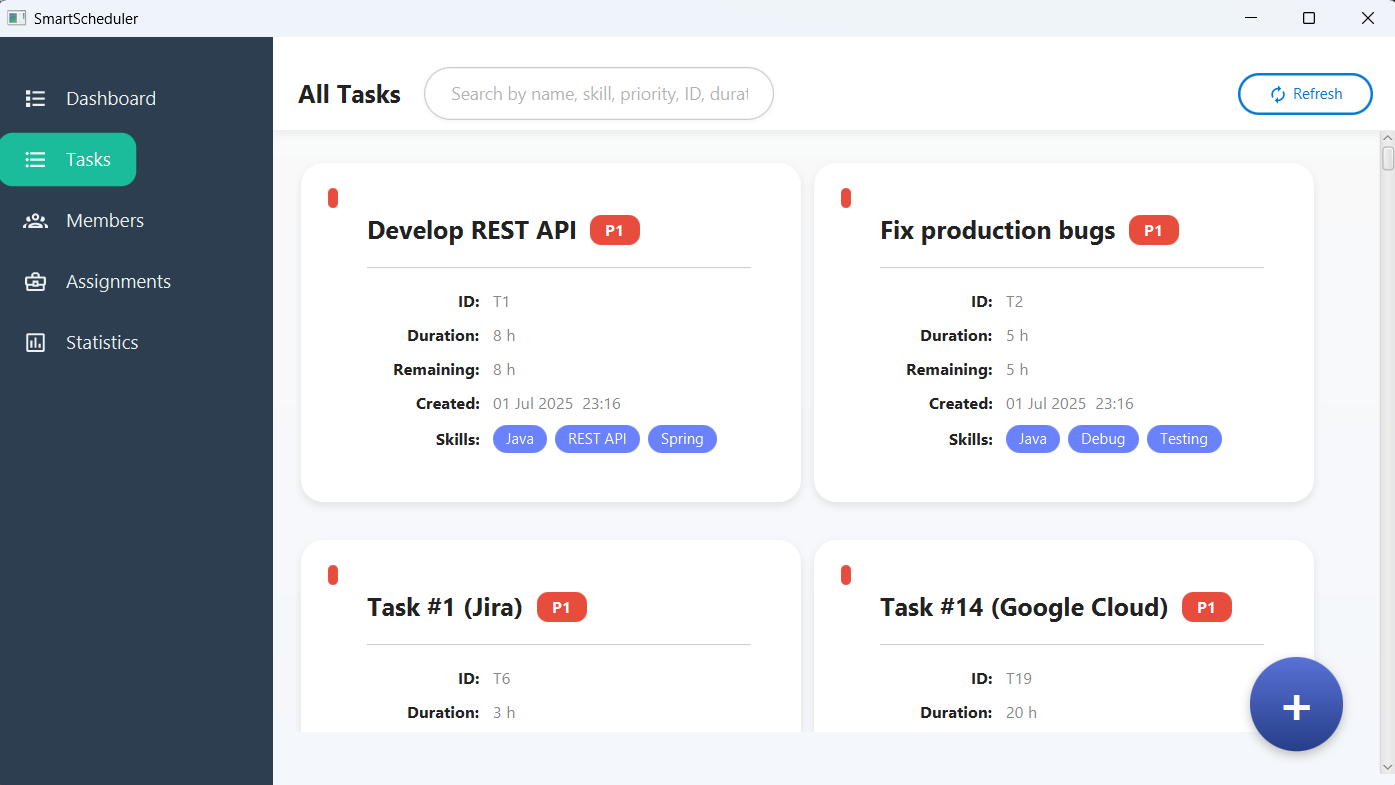 SmartScheduler
Dashboard
Tasks
Members
Assignments
Statistics
All Tasks
Search by name, skill, priority, ID, durat
Refresh
Develop REST API P1
ID: T1
Duration: 8 h
Remaining: 8 h
Created: 01 Jul 2025 23:16
Skills: Java REST API Spring
Fix production bugs P1
ID: T2
Duration: 5 h
Remaining: 5 h
Created: 01 Jul 2025 23:16
Skills: Java Debug Testing
Task #1 (Jira) P1
ID: T6
Duration: 3 h
Task #14 (Google Cloud) P1
ID: T19
Duration: 20 h
+